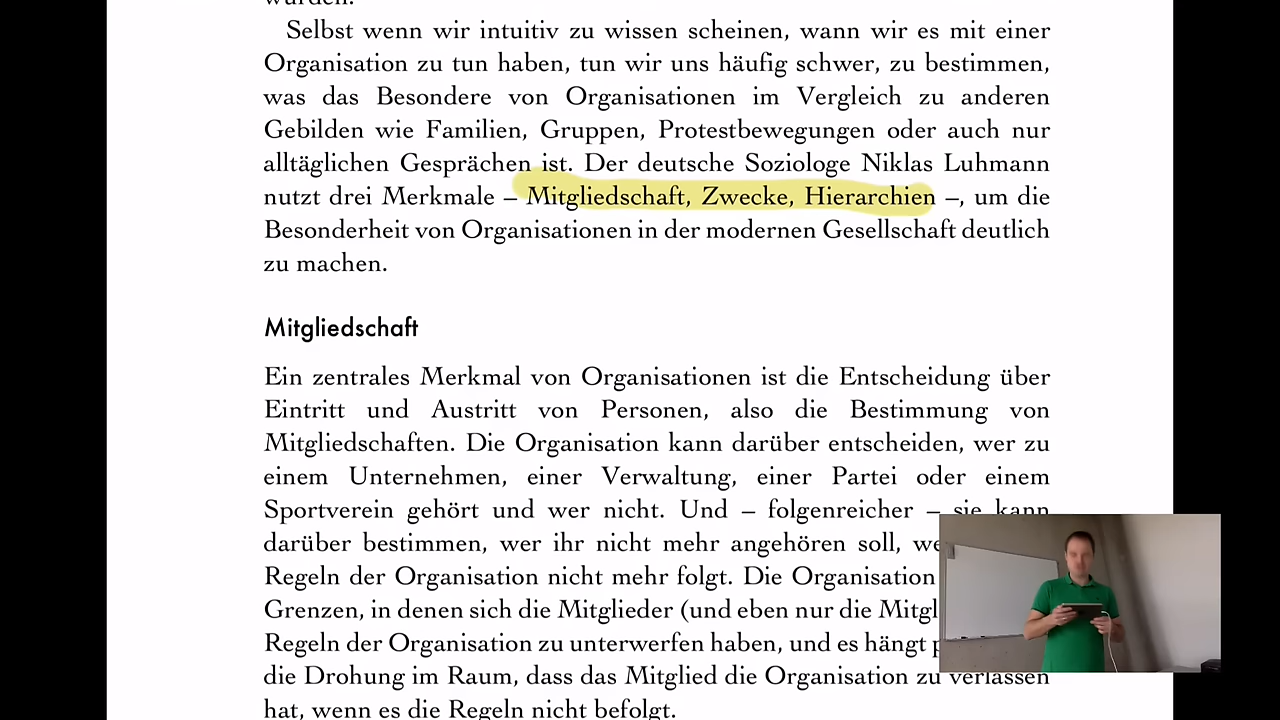 wurden.
Selbst wenn wir intuitiv zu wissen scheinen, wann wir es mit einer
Organisation zu tun haben, tun wir uns häufig schwer, zu bestimmen,
was das Besondere von Organisationen im Vergleich zu anderen
Gebilden wie Familien, Gruppen, Protestbewegungen oder auch nur
alltäglichen Gesprächen ist. Der deutsche Soziologe Niklas Luhmann
nutzt drei Merkmale – Mitgliedschaft, Zwecke, Hierarchien –, um die
Besonderheit von Organisationen in der modernen Gesellschaft deutlich
zu machen.
Mitgliedschaft
Ein zentrales Merkmal von Organisationen ist die Entscheidung über
Eintritt und Austritt von Personen, also die Bestimmung von
Mitgliedschaften. Die Organisation kann darüber entscheiden, wer zu
einem Unternehmen, einer Verwaltung, einer Partei oder einem
Sportverein gehört und wer nicht. Und – folgenreicher – sie kann
darüber bestimmen, wer ihr nicht mehr angehören soll,
Regeln der Organisation nicht mehr folgt. Die Organisation
Grenzen, in denen sich die Mitglieder (und eben nur die
Regeln der Organisation zu unterwerfen haben, und es hängt
die Drohung im Raum, dass das Mitglied die Organisation zu verlassen
hat, wenn es die Regeln nicht befolgt.